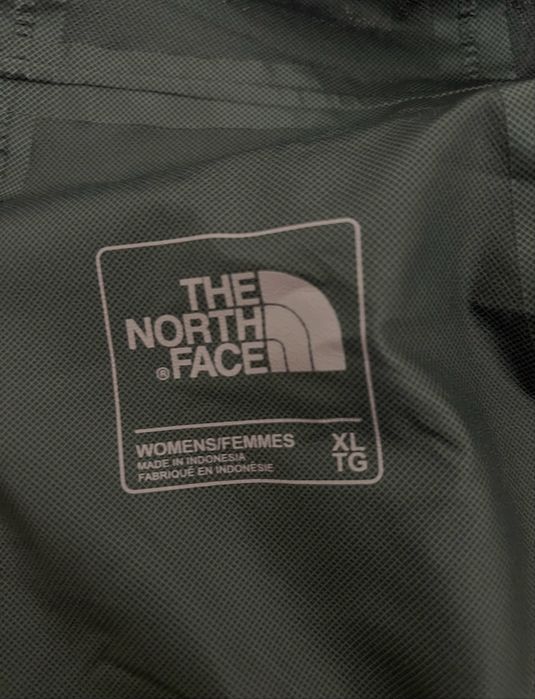 THE
NORTH
® FACE
WOMENS/FEMMES XL
MADE IN INDONESIA TG
FABRIQUÉ EN INDONÉSIE